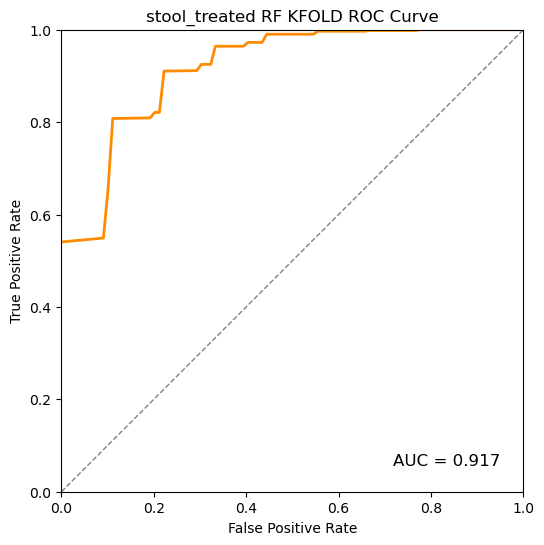 stool_treated RF KFOLD ROC Curve
1.0
0.8
0.6
0.4
0.2
0.0
True Positive Rate
AUC = 0.917
0.0 0.2 0.4 0.6 0.8 1.0
False Positive Rate